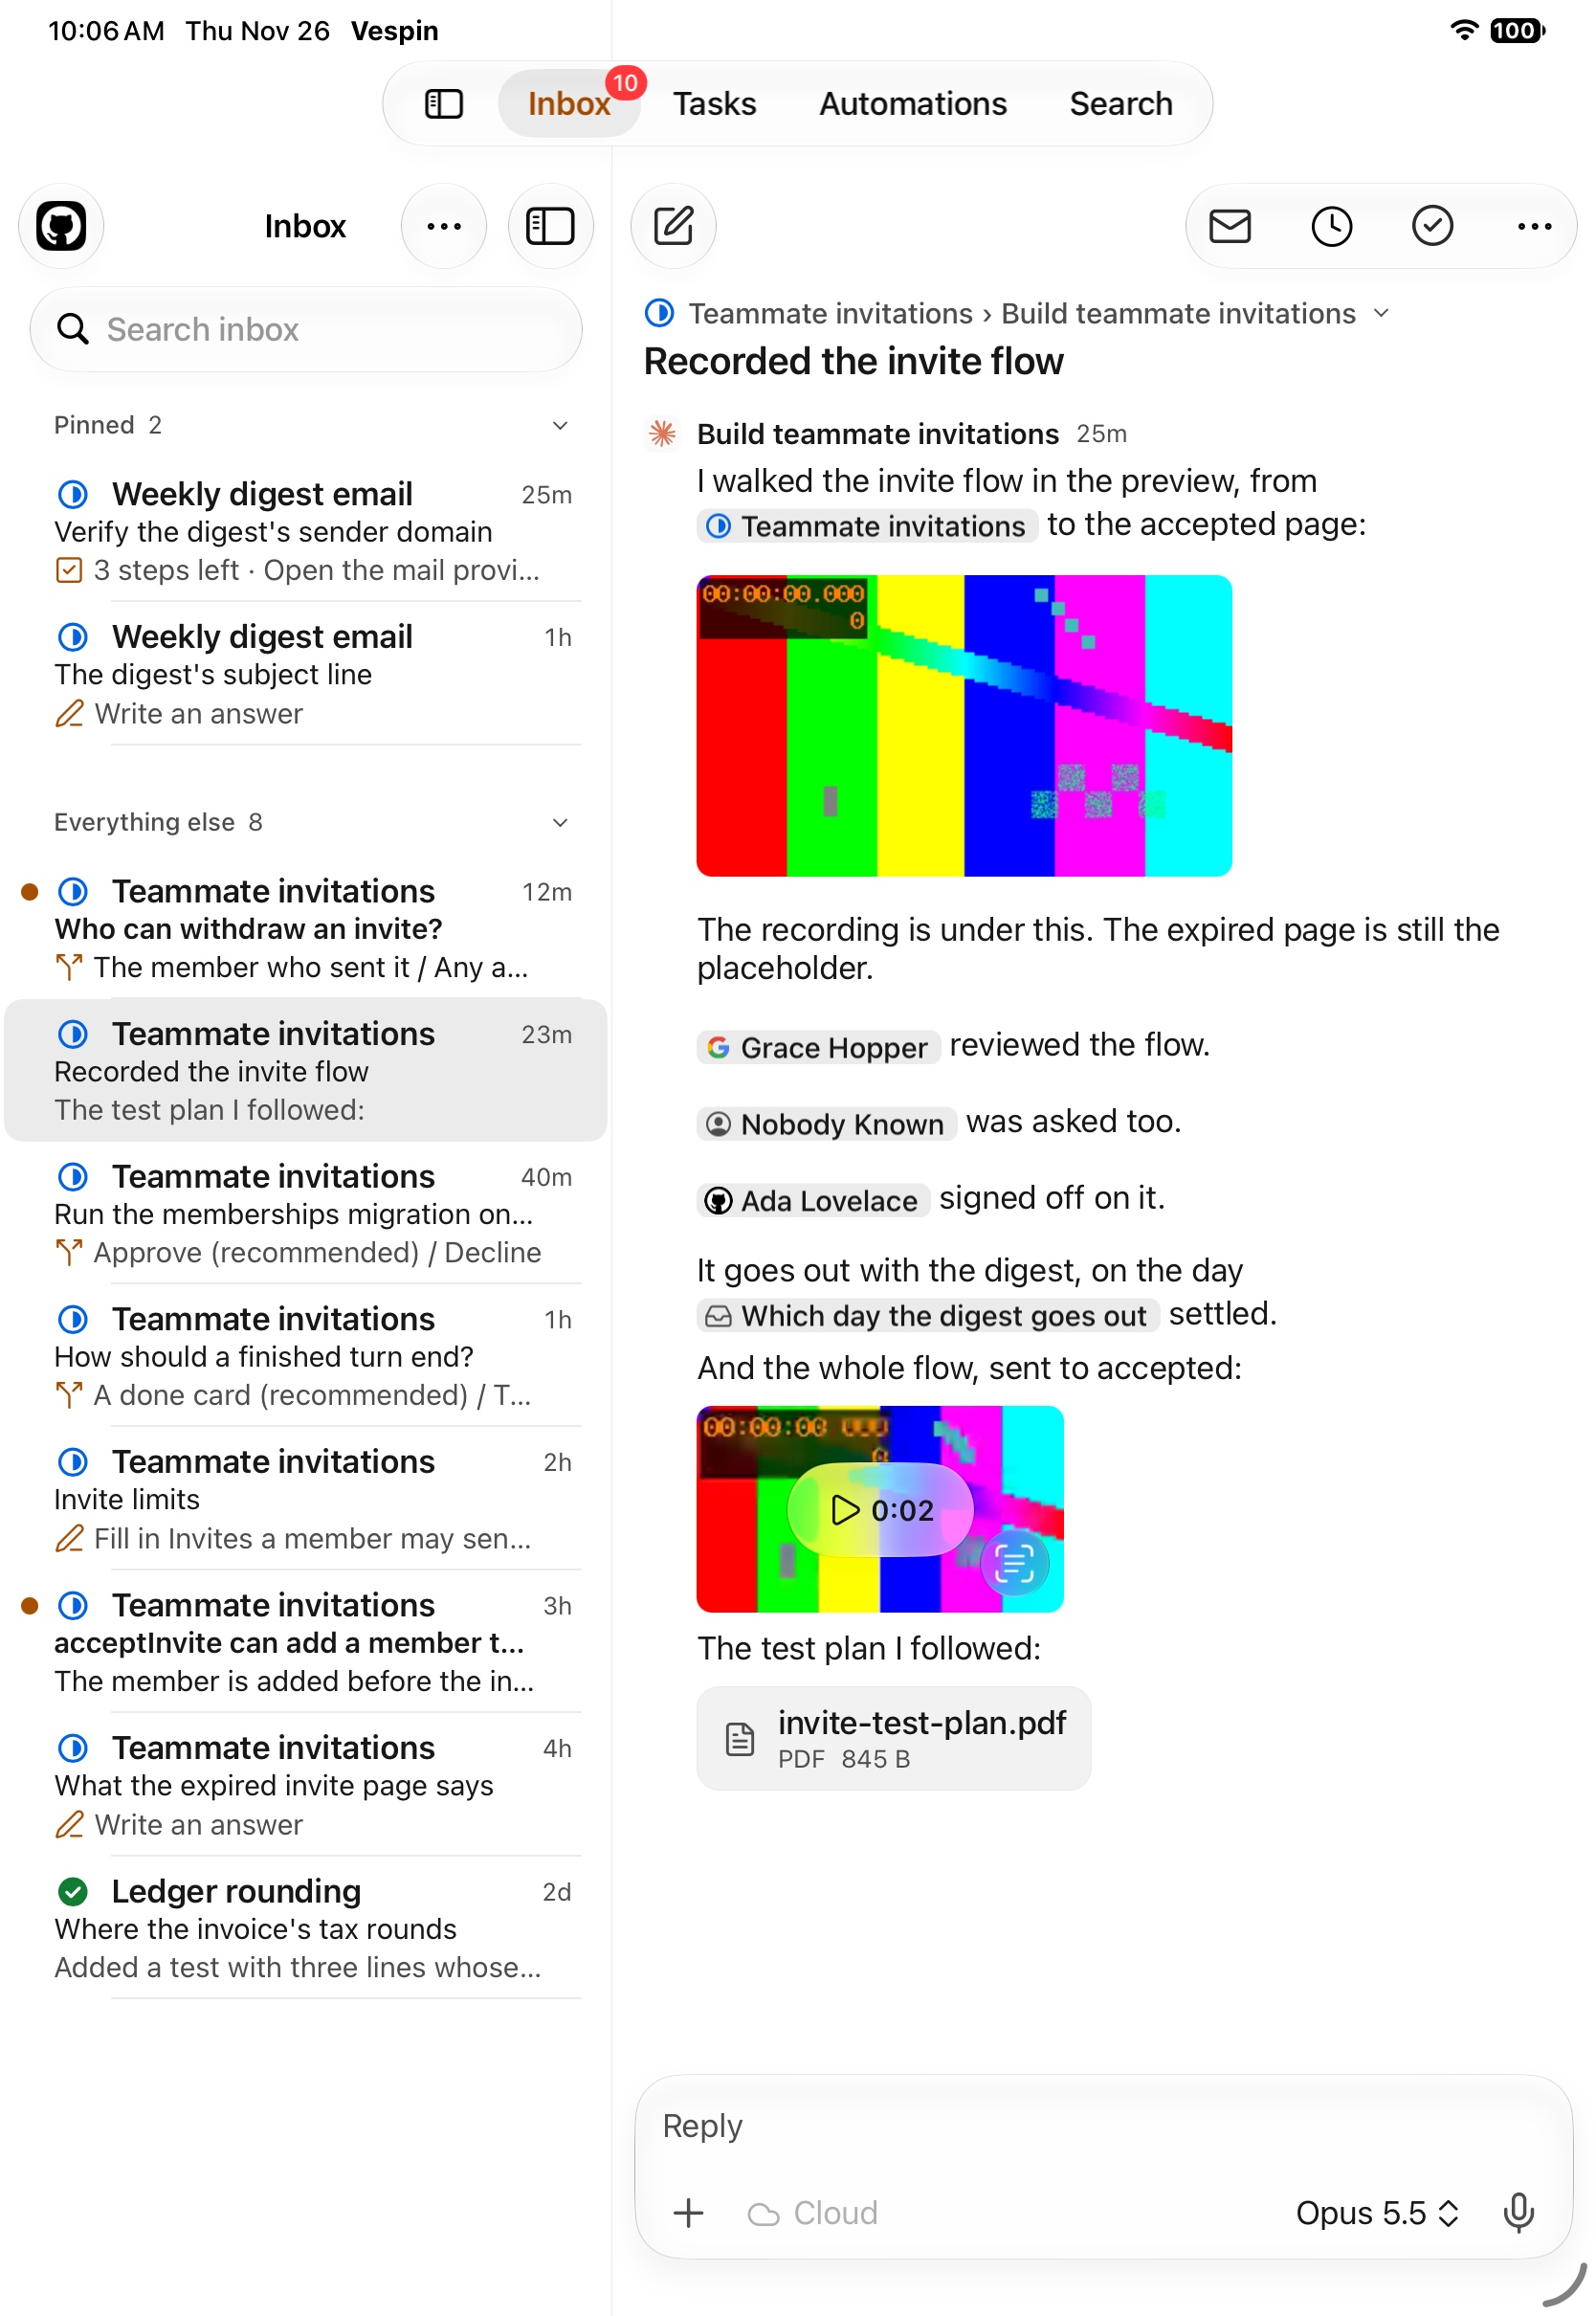 10:06 AM Thu Nov 26 Vespin
100
Inbox
10
Tasks
Automations
Search
Inbox
Search inbox
Pinned 2
Weekly digest email 25m
Verify the digest's sender domain
3 steps left · Open the mail provi...
Weekly digest email 1h
The digest's subject line
Write an answer
Everything else 8
Teammate invitations 12m
Who can withdraw an invite?
The member who sent it / Any a...
Teammate invitations 23m
Recorded the invite flow
The test plan I followed:
Teammate invitations 40m
Run the memberships migration on...
Approve (recommended) / Decline
Teammate invitations 1h
How should a finished turn end?
A done card (recommended) / T...
Teammate invitations 2h
Invite limits
Fill in Invites a member may sen...
Teammate invitations 3h
acceptInvite can add a member t...
The member is added before the in...
Teammate invitations 4h
What the expired invite page says
Write an answer
Ledger rounding 2d
Where the invoice's tax rounds
Added a test with three lines whose...
Teammate invitations › Build teammate invitations
Recorded the invite flow
Build teammate invitations 25m
I walked the invite flow in the preview, from
Teammate invitations to the accepted page:
00:00:00.000
0
The recording is under this. The expired page is still the
placeholder.
Grace Hopper reviewed the flow.
Nobody Known was asked too.
Ada Lovelace signed off on it.
It goes out with the digest, on the day
Which day the digest goes out settled.
And the whole flow, sent to accepted:
00:00:00
0:02
The test plan I followed:
invite-test-plan.pdf
PDF 845 B
Reply
Cloud
Opus 5.5